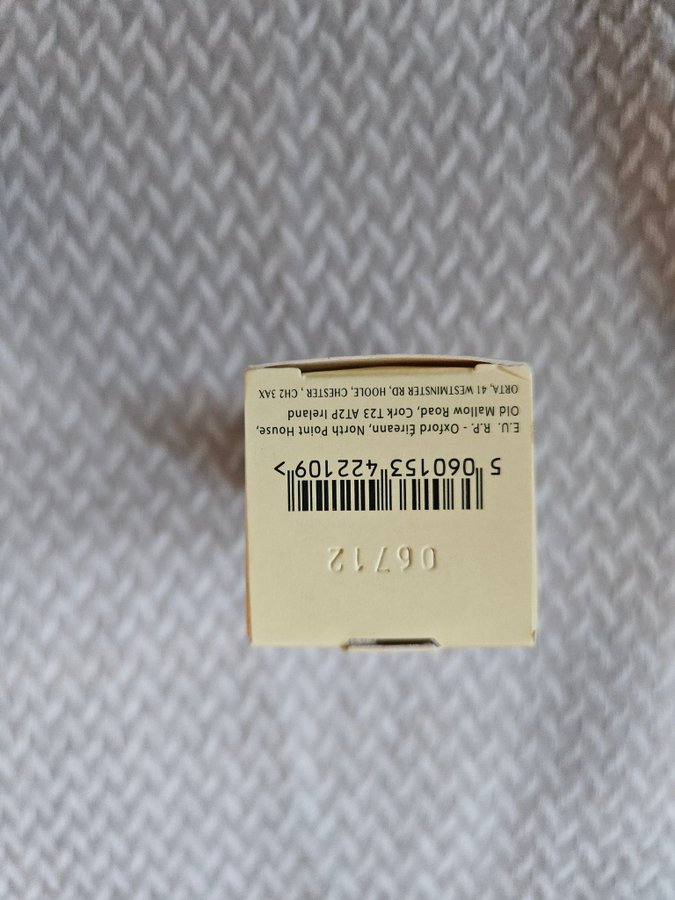 06712
5 060153 422109 >
E.U. R.P. - Oxford Éireann, North Point House,
Old Mallow Road, Cork T23 AT2P Ireland
ORTA, 41 WESTMINSTER RD, HOOLE, CHESTER , CH2 3AX